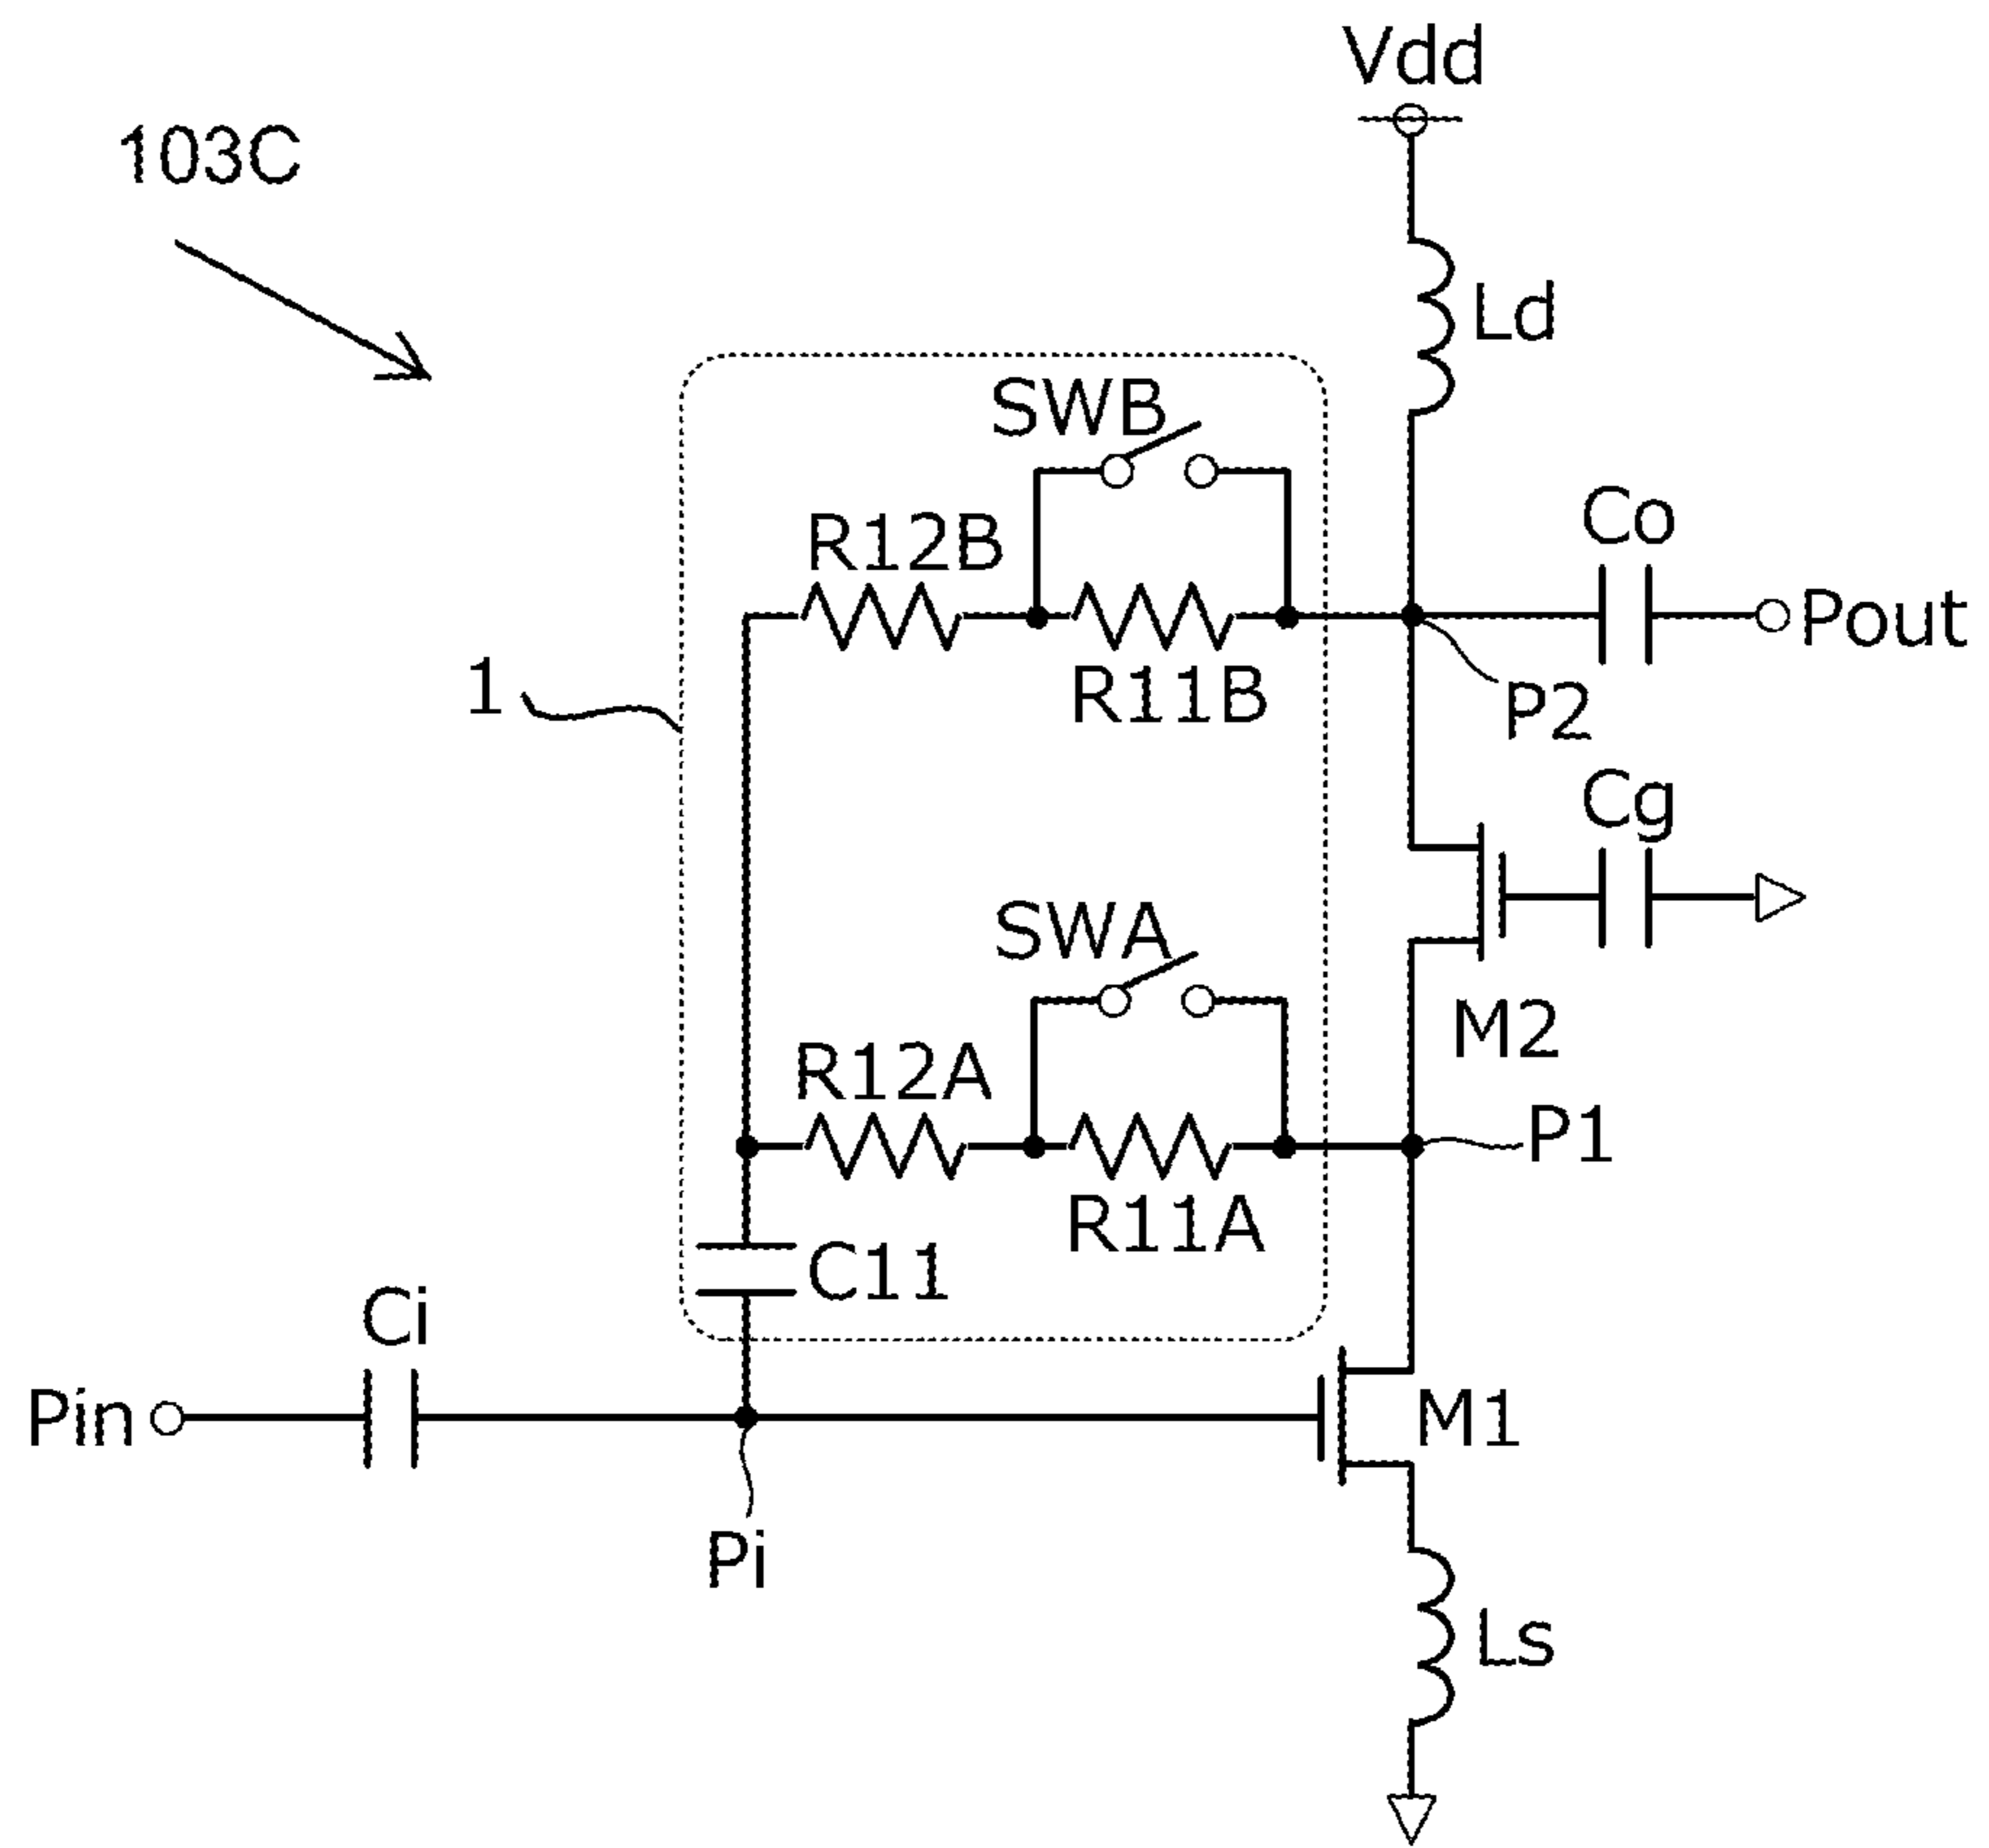 Vdd
103C
Ld
SWB
Co
R12B
Pout
R11B
1
P2
Cg
SWA
M2
R12A
P1
R11A
C11
Ci
Pin
M1
Pi
Ls